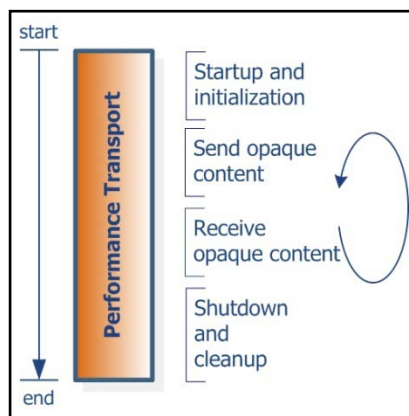 start
Performance Transport
Startup and
initialization
Send opaque
content
Receive
opaque content
Shutdown
and
cleanup
end